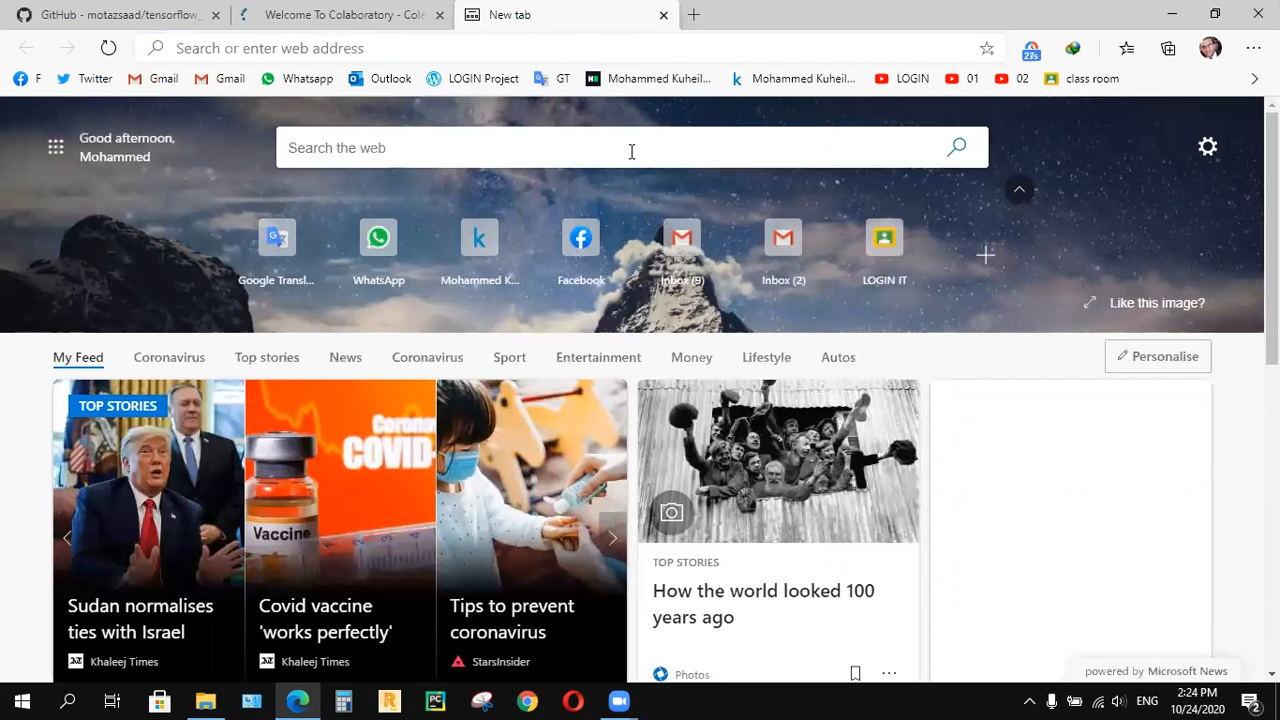 GitHub - motazsaad/tensorflow_
Welcome To Colaboratory - Cola
New tab
Search or enter web address
27s
F
Twitter
Gmail
Gmail
Whatsapp
Outlook
LOGIN Project
GT
Mohammed Kuheil...
Mohammed Kuheil...
LOGIN
01
02
class room
Good afternoon,
Mohammed
Search the web
Google Transl...
WhatsApp
Mohammed K...
Facebook
Inbox (9)
Inbox (2)
LOGIN IT
Like this image?
My Feed
Coronavirus
Top stories
News
Coronavirus
Sport
Entertainment
Money
Lifestyle
Autos
Personalise
TOP STORIES
Sudan normalises
ties with Israel
Khaleej Times
Vaccine
COVID-
Covid vaccine
'works perfectly'
Khaleej Times
Tips to prevent
coronavirus
StarsInsider
TOP STORIES
How the world looked 100
years ago
Photos
powered by Microsoft News
ENG
2:24 PM
10/24/2020
2